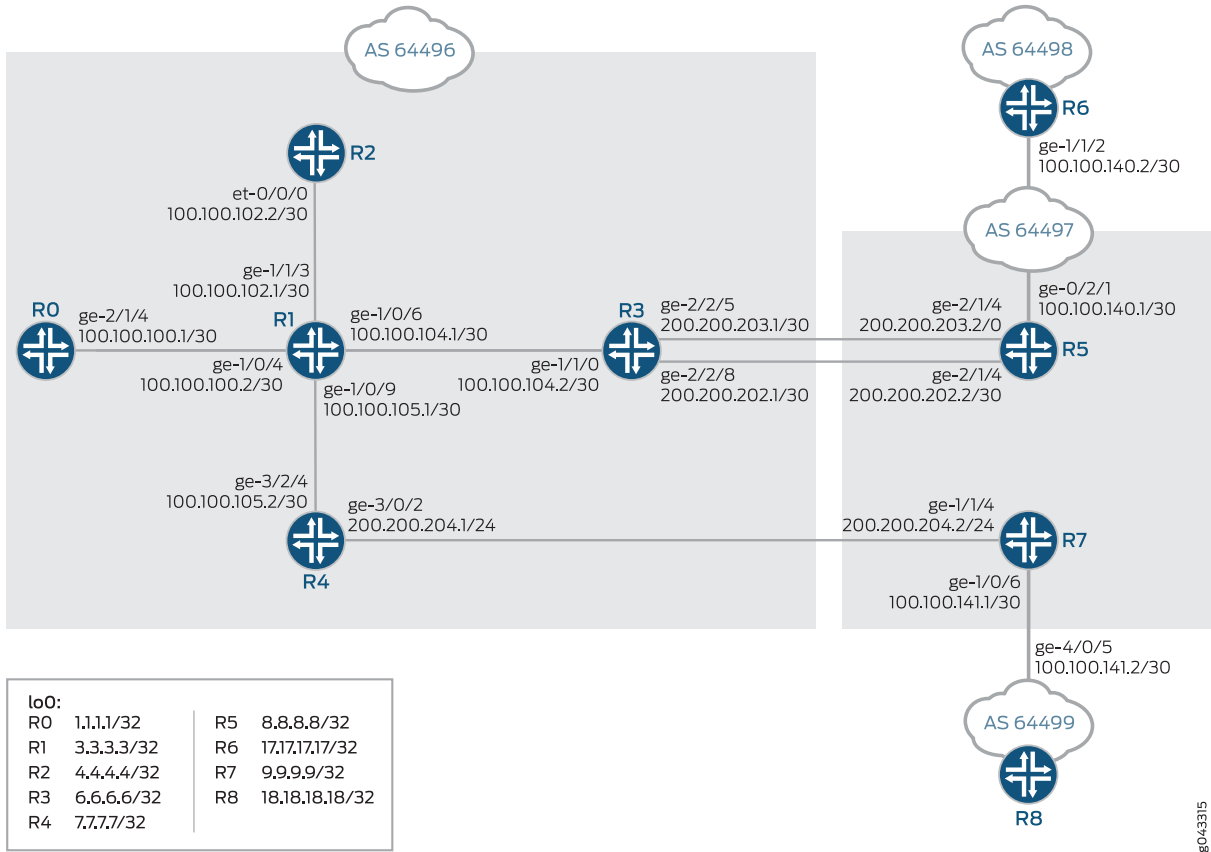 AS 64496
AS 64498
R6
ge-1/1/2
100.100.140.2/30
R2
et-0/0/0
100.100.102.2/30
AS 64497
ge-1/1/3
100.100.102.1/30
ge-0/2/1
100.100.140.1/30
R0
ge-2/1/4
100.100.100.1/30
R1
ge-1/0/6
100.100.104.1/30
R3
ge-2/2/5
200.200.203.1/30
ge-2/1/4
200.200.203.2/0
R5
ge-1/0/4
100.100.100.2/30
ge-1/1/0
100.100.104.2/30
ge-2/2/8
200.200.202.1/30
ge-2/1/4
200.200.202.2/30
ge-1/0/9
100.100.105.1/30
ge-3/2/4
100.100.105.2/30
ge-3/0/2
200.200.204.1/24
ge-1/1/4
200.200.204.2/24
R7
R4
ge-1/0/6
100.100.141.1/30
ge-4/0/5
100.100.141.2/30
AS 64499
R8
lo0:
R0 1.1.1.1/32
R1 3.3.3.3/32
R2 4.4.4.4/32
R3 6.6.6.6/32
R4 7.7.7.7/32
R5 8.8.8.8/32
R6 17.17.17.17/32
R7 9.9.9.9/32
R8 18.18.18.18/32
g043315